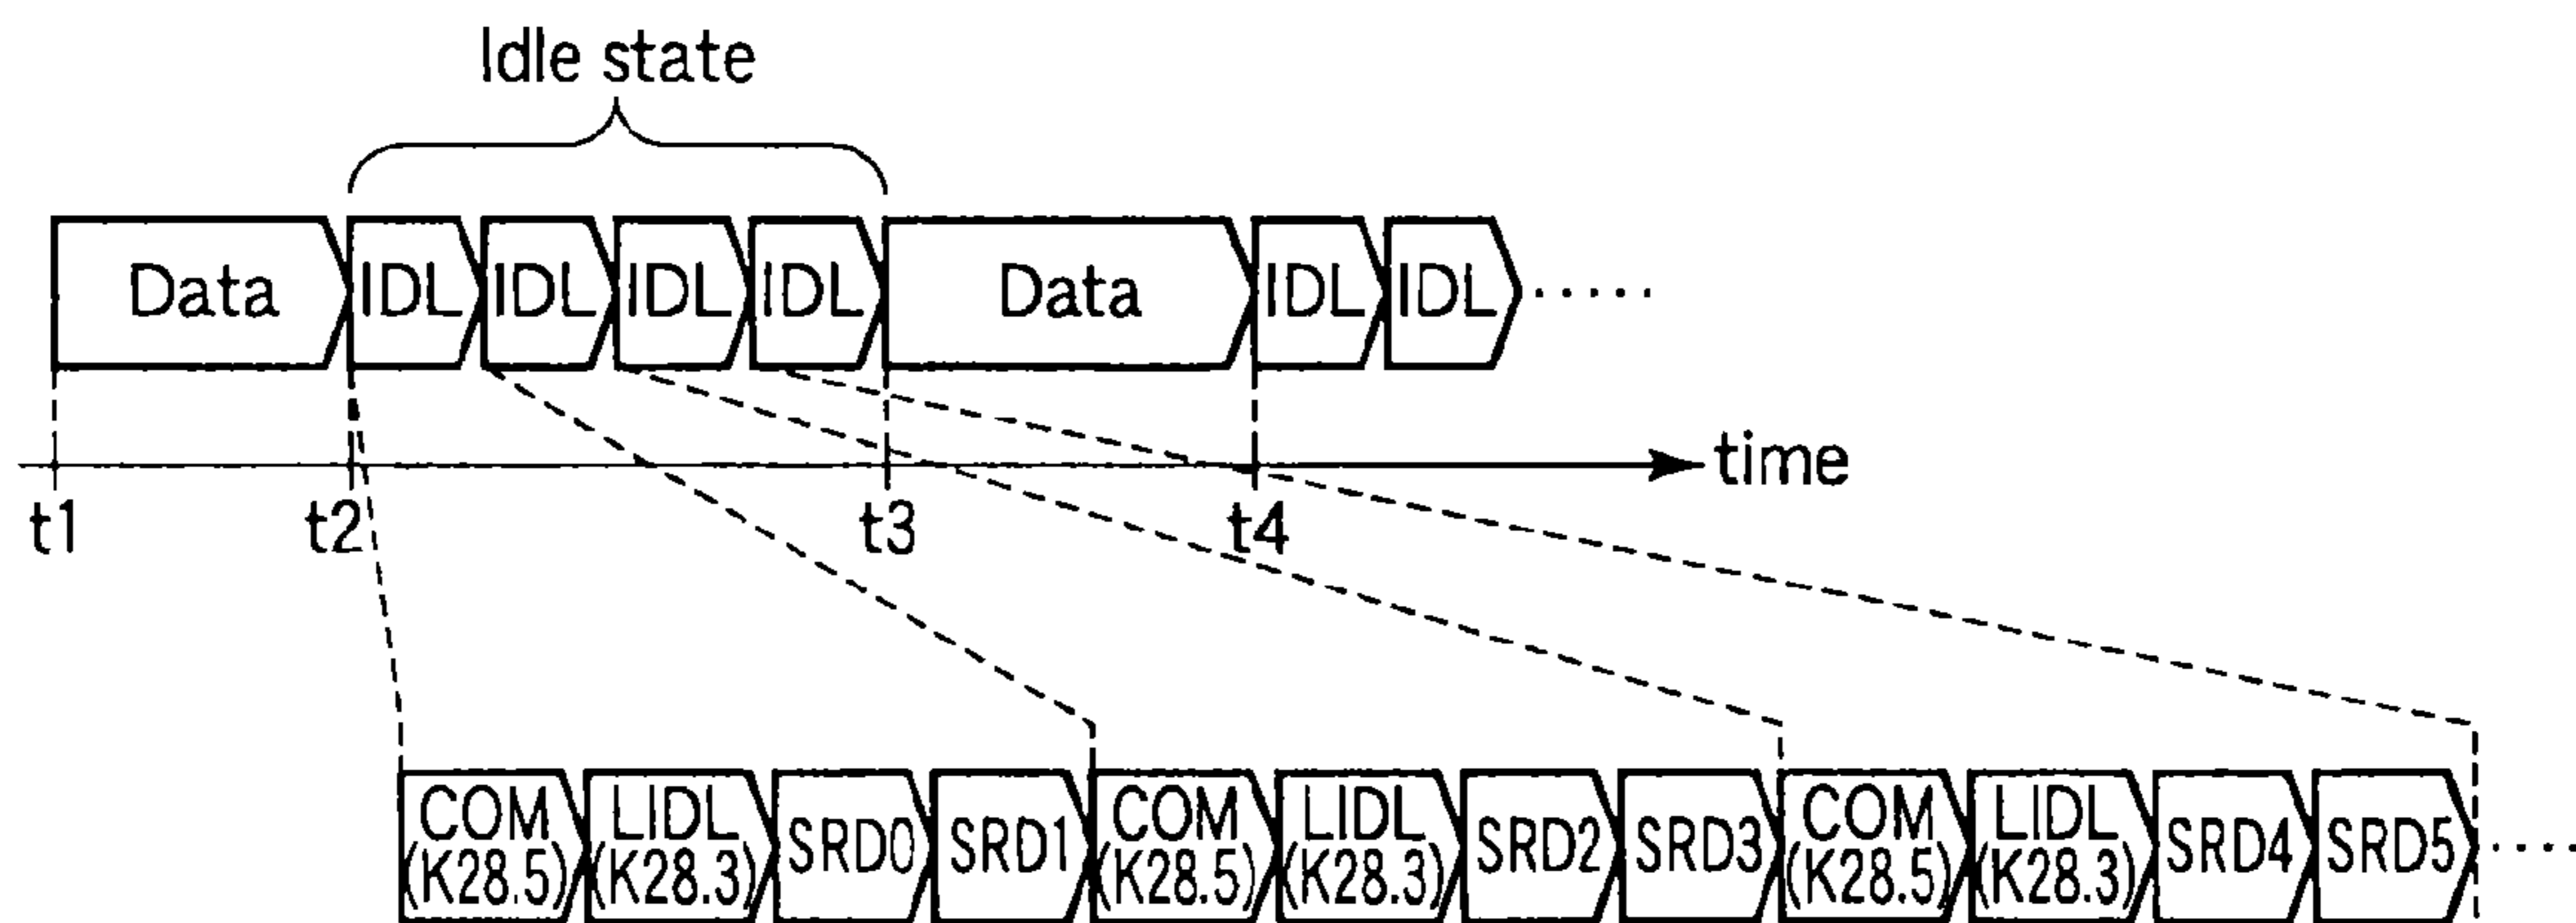 Idle state
Data IDL IDL IDL IDL Data IDL IDL .....
time
t1 t2 t3 t4
COM (K28.5) LIDL (K28.3) SRD0 SRD1 COM (K28.5) LIDL (K28.3) SRD2 SRD3 COM (K28.5) LIDL (K28.3) SRD4 SRD5 ....